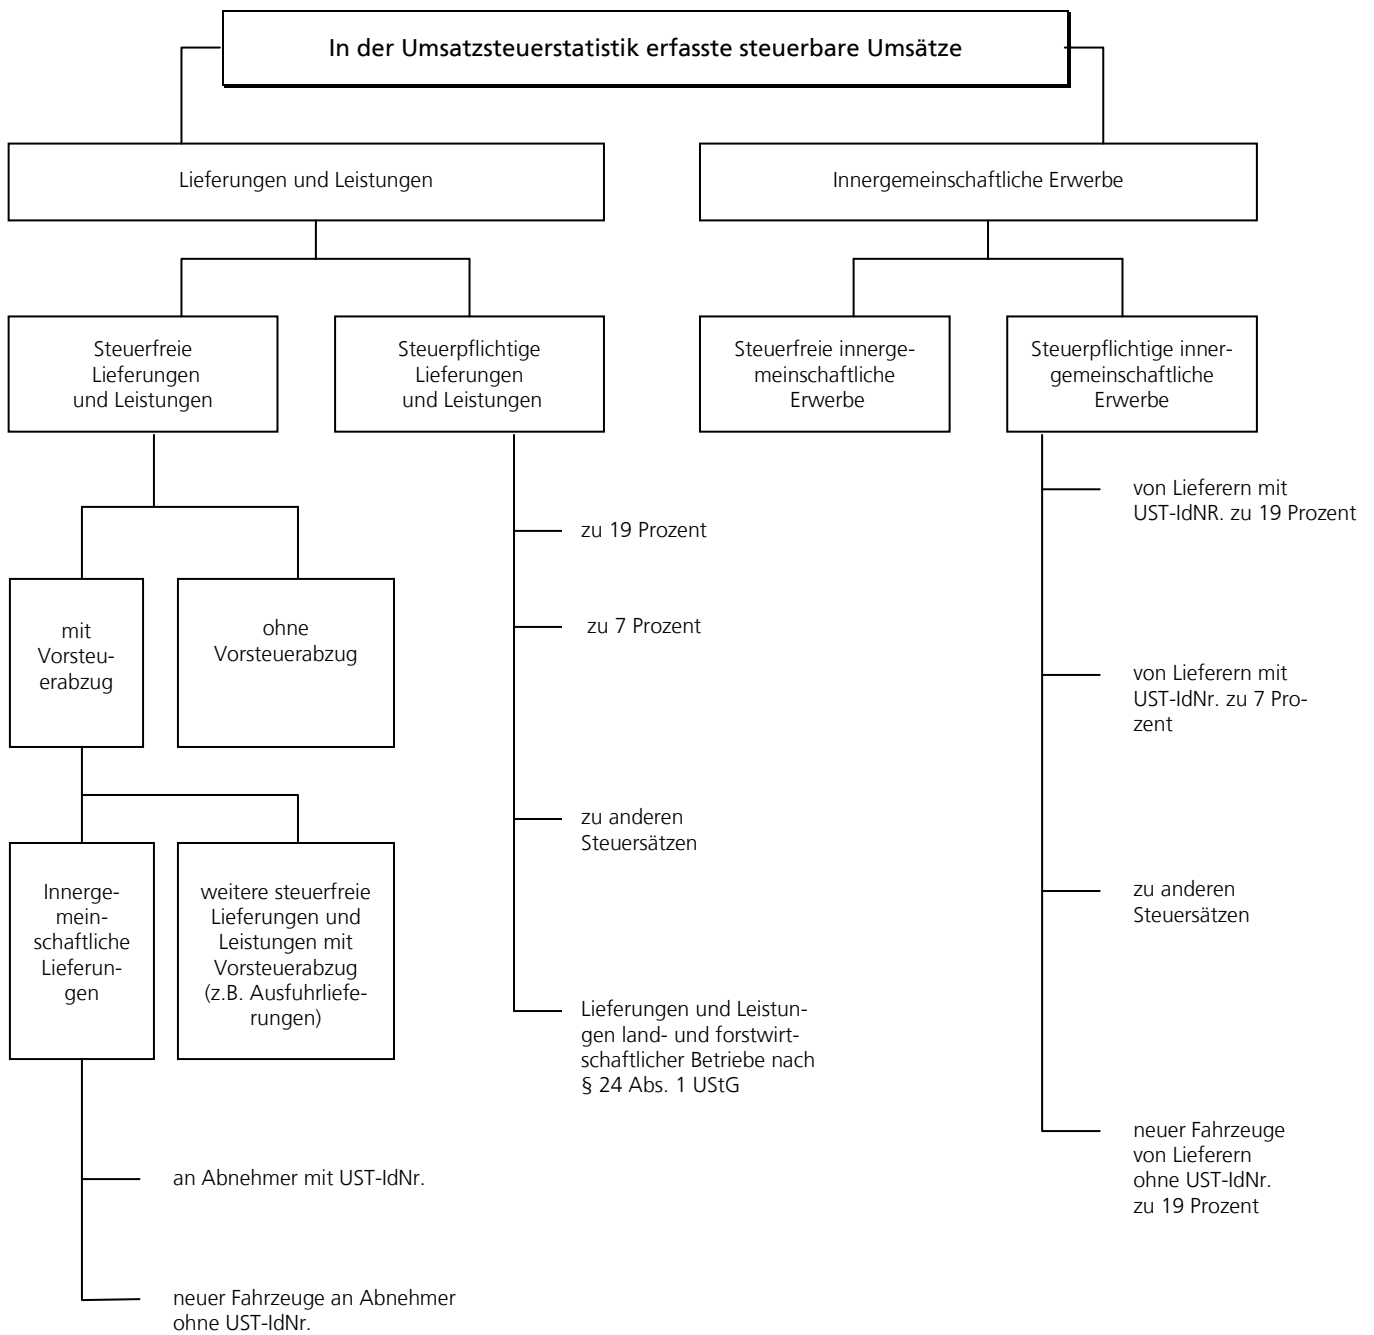 In der Umsatzsteuerstatistik erfasste steuerbare Umsätze
Lieferungen und Leistungen
Innergemeinschaftliche Erwerbe
Steuerfreie
Lieferungen
und Leistungen
Steuerpflichtige
Lieferungen
und Leistungen
Steuerfreie innerge-
meinschaftliche
Erwerbe
Steuerpflichtige inner-
gemeinschaftliche
Erwerbe
mit
Vorsteu-
erabzug
ohne
Vorsteuerabzug
Innerge-
mein-
schaftliche
Lieferun-
gen
weitere steuerfreie
Lieferungen und
Leistungen mit
Vorsteuerabzug
(z.B. Ausfuhrliefe-
rungen)
an Abnehmer mit UST-IdNr.
neuer Fahrzeuge an Abnehmer
ohne UST-IdNr.
zu 19 Prozent
zu 7 Prozent
zu anderen
Steuersätzen
Lieferungen und Leistun-
gen land- und forstwirt-
schaftlicher Betriebe nach
§ 24 Abs. 1 UStG
von Lieferern mit
UST-IdNR. zu 19 Prozent
von Lieferern mit
UST-IdNr. zu 7 Pro-
zent
zu anderen
Steuersätzen
neuer Fahrzeuge
von Lieferern
ohne UST-IdNr.
zu 19 Prozent